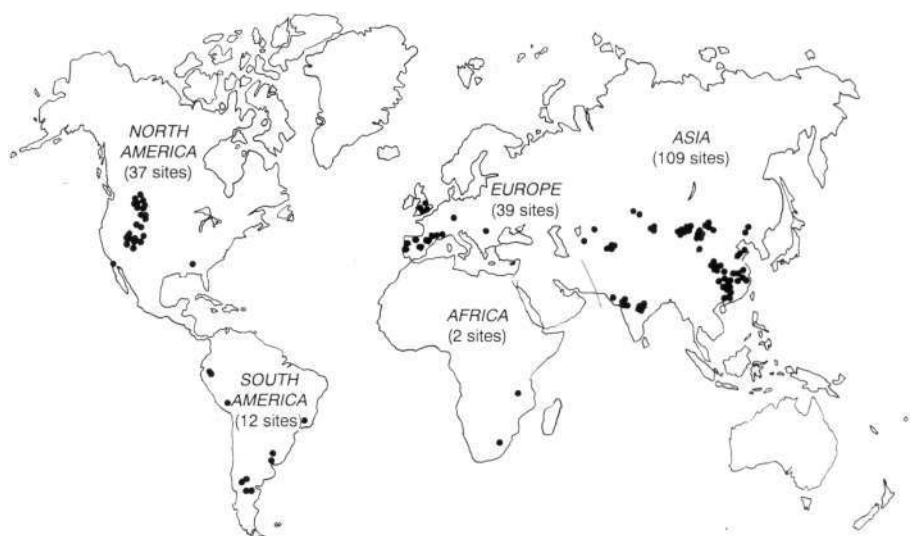 NORTH
AMERICA
(37 sites)
ASIA
(109 sites)
EUROPE
(39 sites)
AFRICA
(2 sites)
SOUTH
AMERICA
(12 sites)